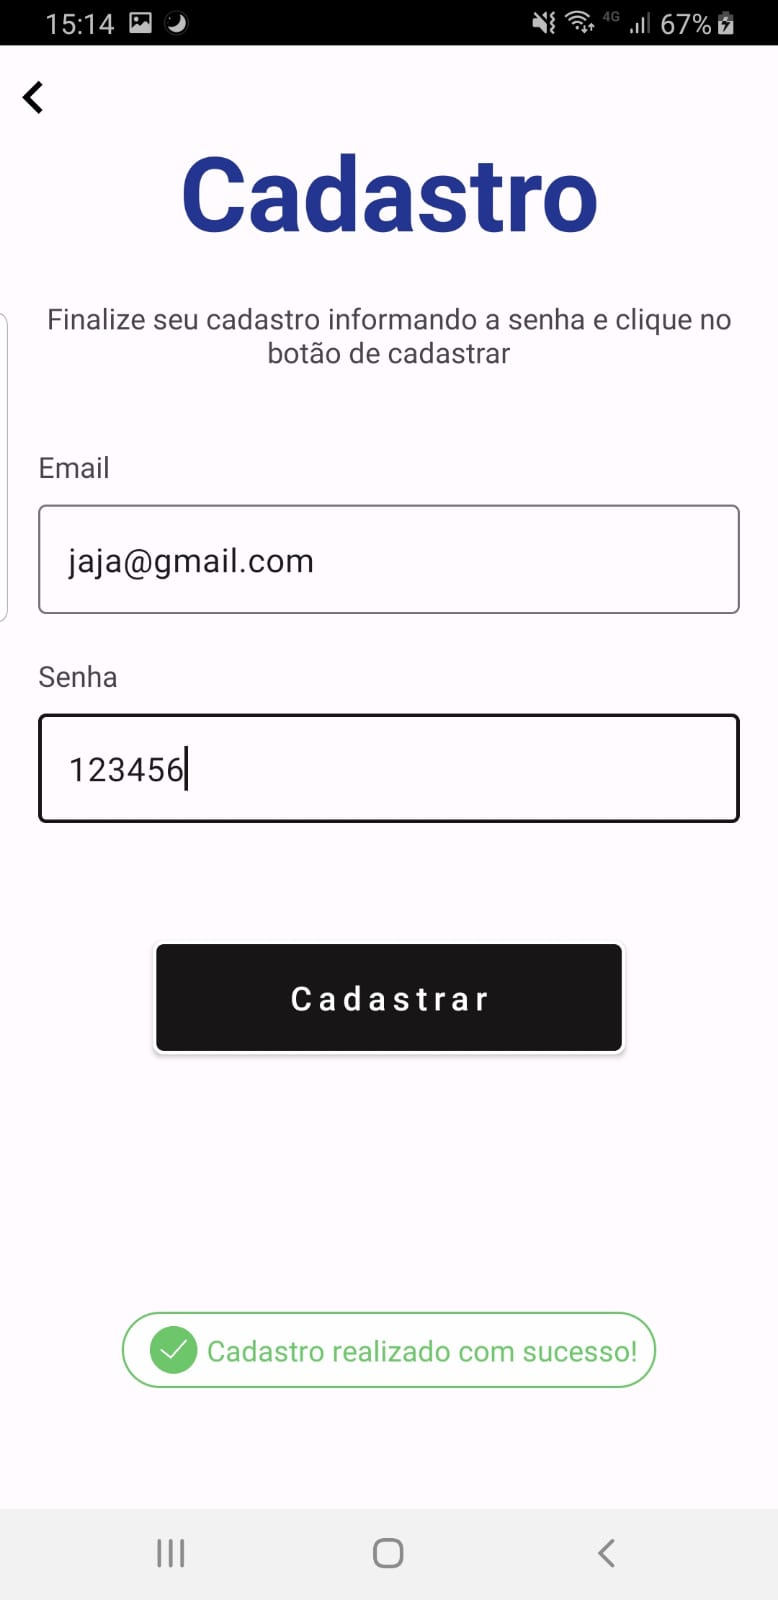 15:14 4G 67%
Cadastro
Finalize seu cadastro informando a senha e clique no
botão de cadastrar
Email
jaja@gmail.com
Senha
123456
Cadastrar
Cadastro realizado com sucesso!